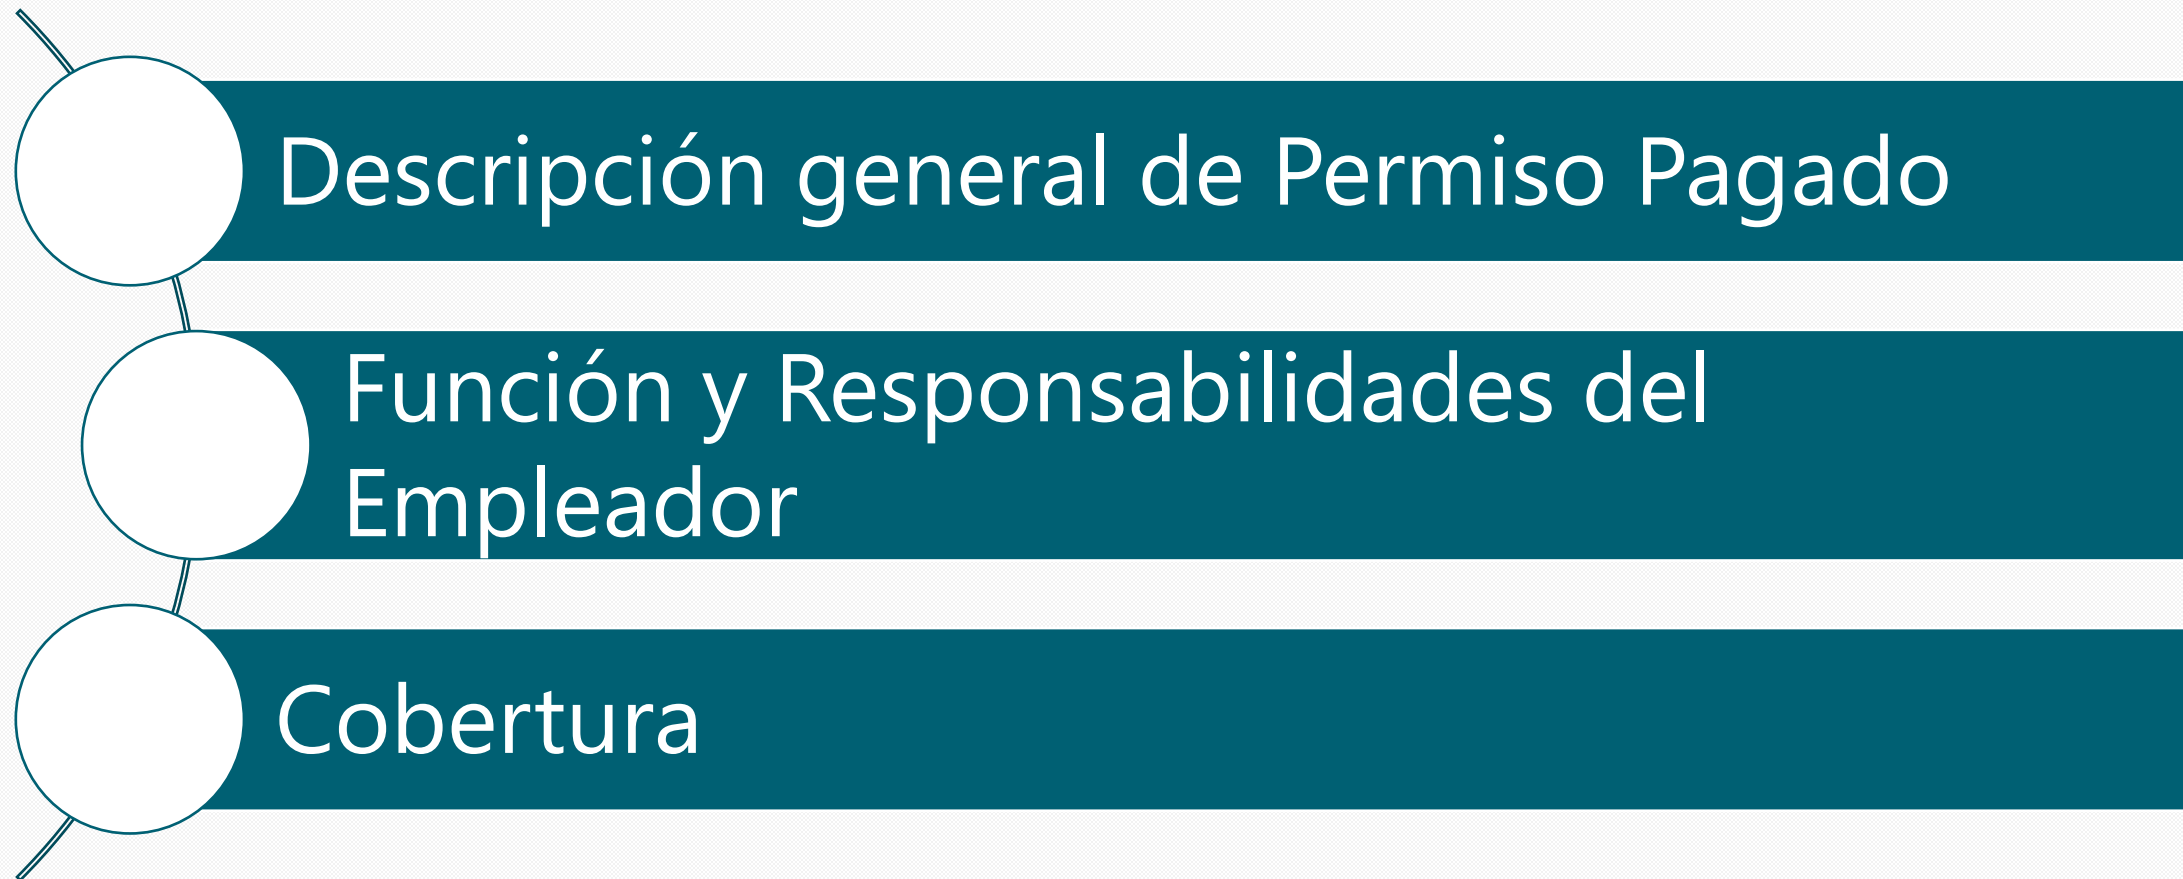 Descripción general de Permiso Pagado
Función y Responsabilidades del
Empleador
Cobertura